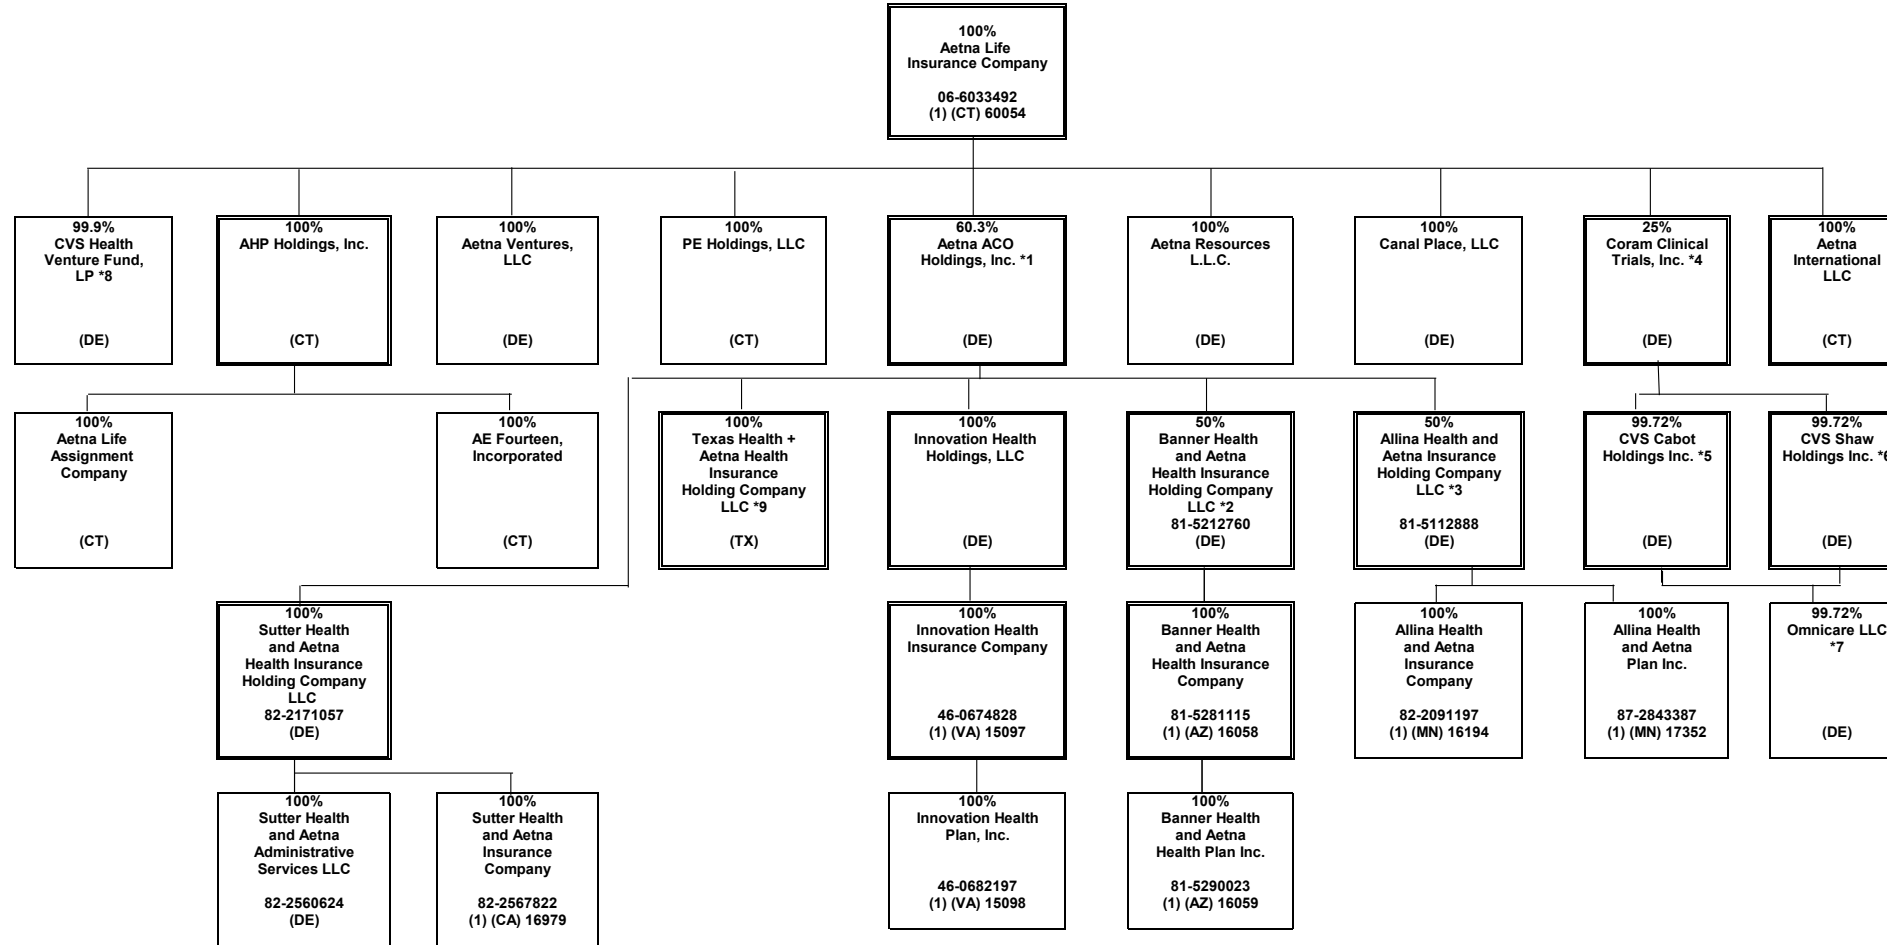 100%
Aetna Life
Insurance Company
06-6033492
(1) (CT) 60054
99.9%
CVS Health
Venture Fund,
LP *8
(DE)
100%
AHP Holdings, Inc.
(CT)
100%
Aetna Ventures,
LLC
(DE)
100%
PE Holdings, LLC
(CT)
60.3%
Aetna ACO
Holdings, Inc. *1
(DE)
100%
Aetna Resources
L.L.C.
(DE)
100%
Canal Place, LLC
(DE)
25%
Coram Clinical
Trials, Inc. *4
(DE)
100%
Aetna
International
LLC
(CT)
100%
Aetna Life
Assignment
Company
(CT)
100%
AE Fourteen,
Incorporated
(CT)
100%
Texas Health +
Aetna Health
Insurance
Holding Company
LLC *9
(TX)
100%
Innovation Health
Holdings, LLC
(DE)
50%
Banner Health
and Aetna
Health Insurance
Holding Company
LLC *2
81-5212760
(DE)
50%
Allina Health and
Aetna Insurance
Holding Company
LLC *3
81-5112888
(DE)
99.72%
CVS Cabot
Holdings Inc. *5
(DE)
99.72%
CVS Shaw
Holdings Inc. *6
(DE)
100%
Sutter Health
and Aetna
Health Insurance
Holding Company
LLC
82-2171057
(DE)
100%
Innovation Health
Insurance Company
46-0674828
(1) (VA) 15097
100%
Banner Health
and Aetna
Health Insurance
Company
81-5281115
(1) (AZ) 16058
100%
Allina Health
and Aetna
Insurance
Company
82-2091197
(1) (MN) 16194
100%
Allina Health
and Aetna
Plan Inc.
87-2843387
(1) (MN) 17352
99.72%
Omnicare LLC
*7
(DE)
100%
Sutter Health
and Aetna
Administrative
Services LLC
82-2560624
(DE)
100%
Sutter Health
and Aetna
Insurance
Company
82-2567822
(1) (CA) 16979
100%
Innovation Health
Plan, Inc.
46-0682197
(1) (VA) 15098
100%
Banner Health
and Aetna
Health Plan Inc.
81-5290023
(1) (AZ) 16059